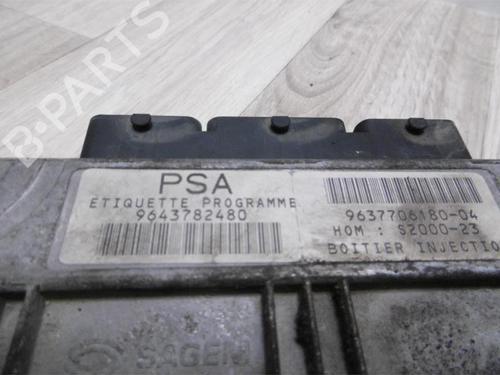 B-PARTS
PSA
ETIQUETTE PROGRAMME
9643782480
9637706180-04
HOM : S2000-23
BOITIER INJECTIO
SAGEM